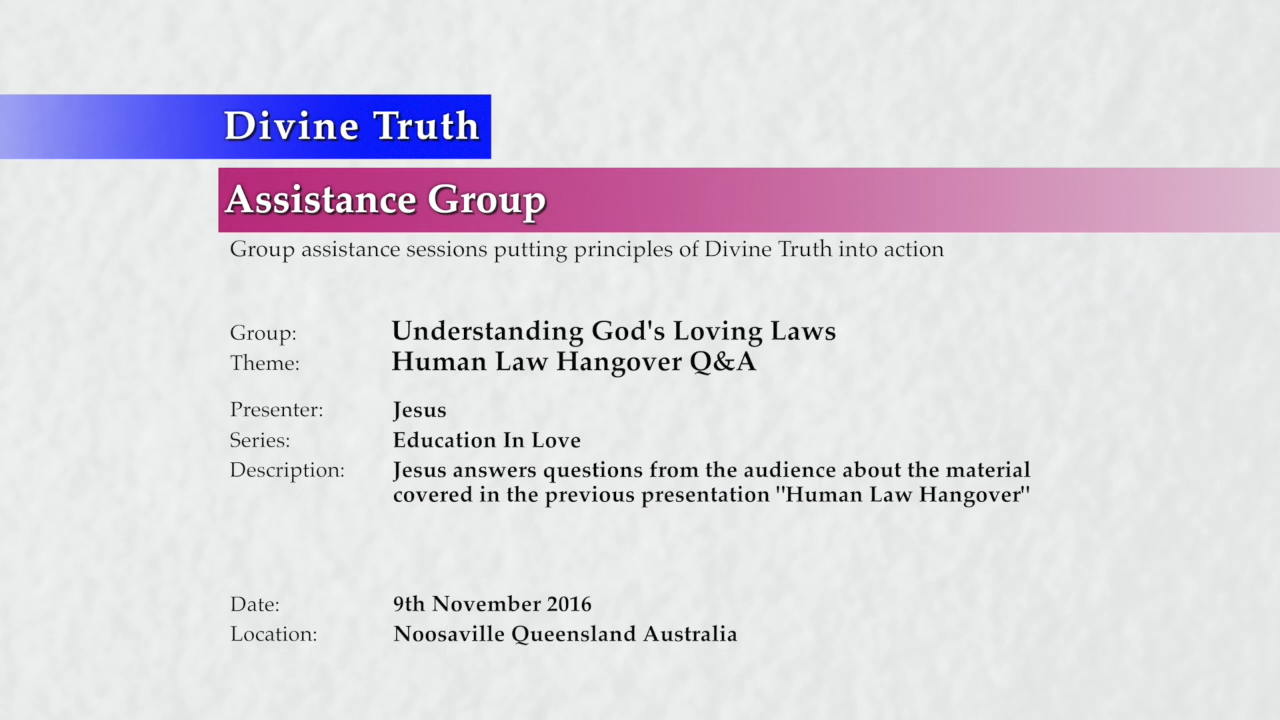 Divine Truth
Assistance Group
Group assistance sessions putting principles of Divine Truth into action
Group: Understanding God's Loving Laws
Theme: Human Law Hangover Q&A
Presenter: Jesus
Series: Education In Love
Description: Jesus answers questions from the audience about the material
covered in the previous presentation "Human Law Hangover"
Date: 9th November 2016
Location: Noosaville Queensland Australia